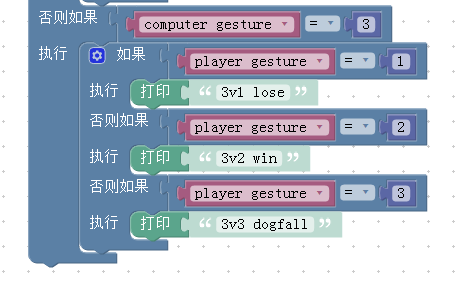 否则如果 computer gesture = 3
执行 如果 player gesture = 1
执行 打印 “ 3v1 lose ”
否则如果 player gesture = 2
执行 打印 “ 3v2 win ”
否则如果 player gesture = 3
执行 打印 “ 3v3 dogfall ”